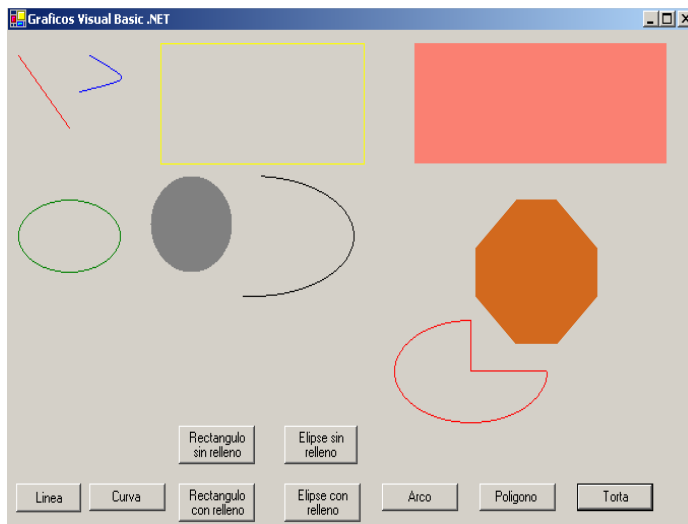 Graficos Visual Basic .NET
Rectangulo
sin relleno
Elipse sin
relleno
Linea
Curva
Rectangulo
con relleno
Elipse con
relleno
Arco
Poligono
Torta